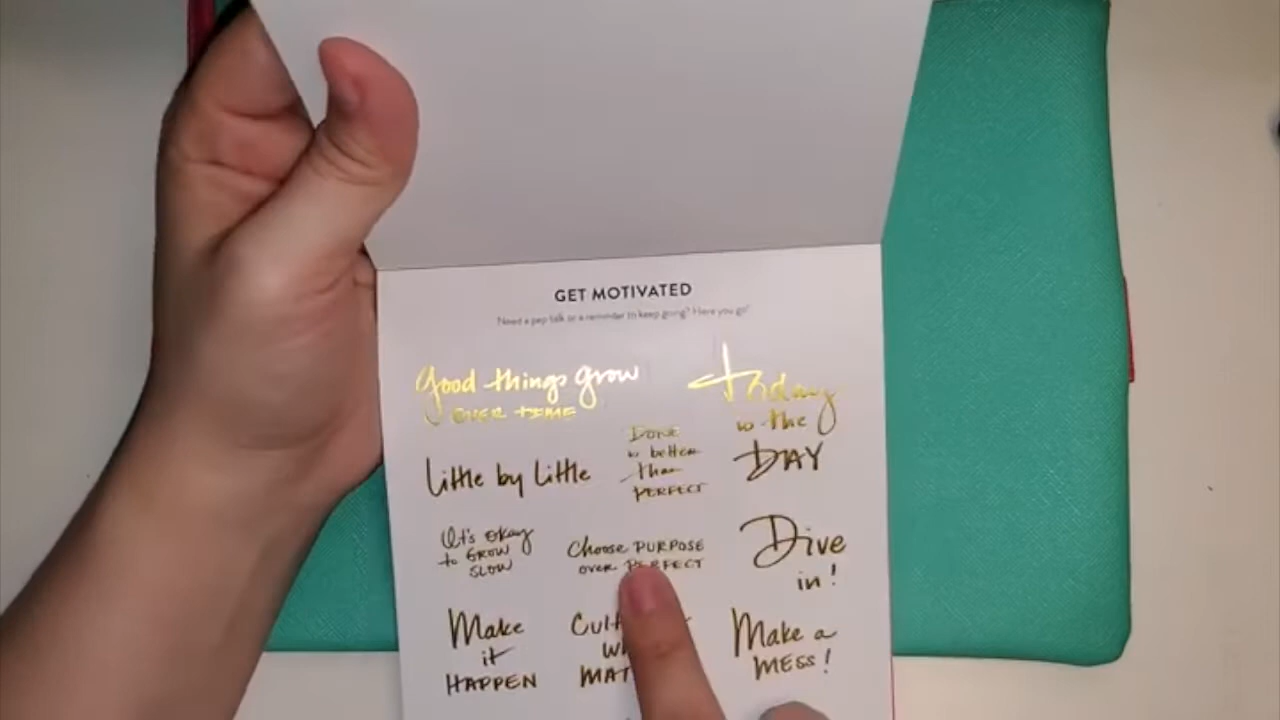 GET MOTIVATED
Need a pep talk or a reminder to keep going? Here you go!
Good things grow
OVER TIME
Today
is the
DAY
little by little
DONE
is better
than
PERFECT
It's okay
to GROW
SLOW
Choose PURPOSE
over PERFECT
Dive
in!
Make
it
HAPPEN
Make a
MESS!